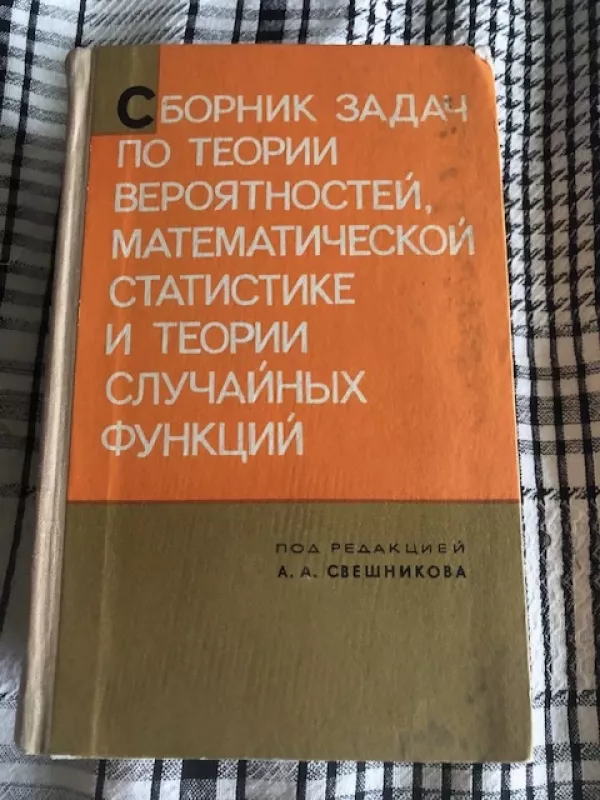 СБОРНИК ЗАДАЧ
ПО ТЕОРИИ
ВЕРОЯТНОСТЕЙ,
МАТЕМАТИЧЕСКОЙ
СТАТИСТИКЕ
И ТЕОРИИ
СЛУЧАЙНЫХ
ФУНКЦИЙ
ПОД РЕДАКЦИЕЙ
А. А. СВЕШНИКОВА